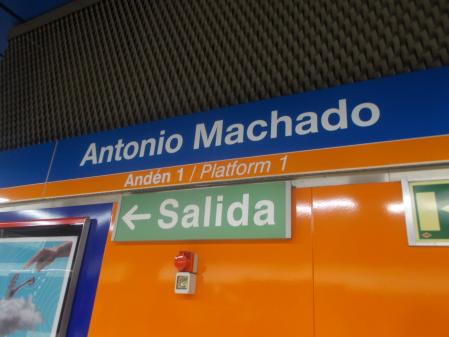 Antonio Machado
Andén 1 / Platform 1
← Salida